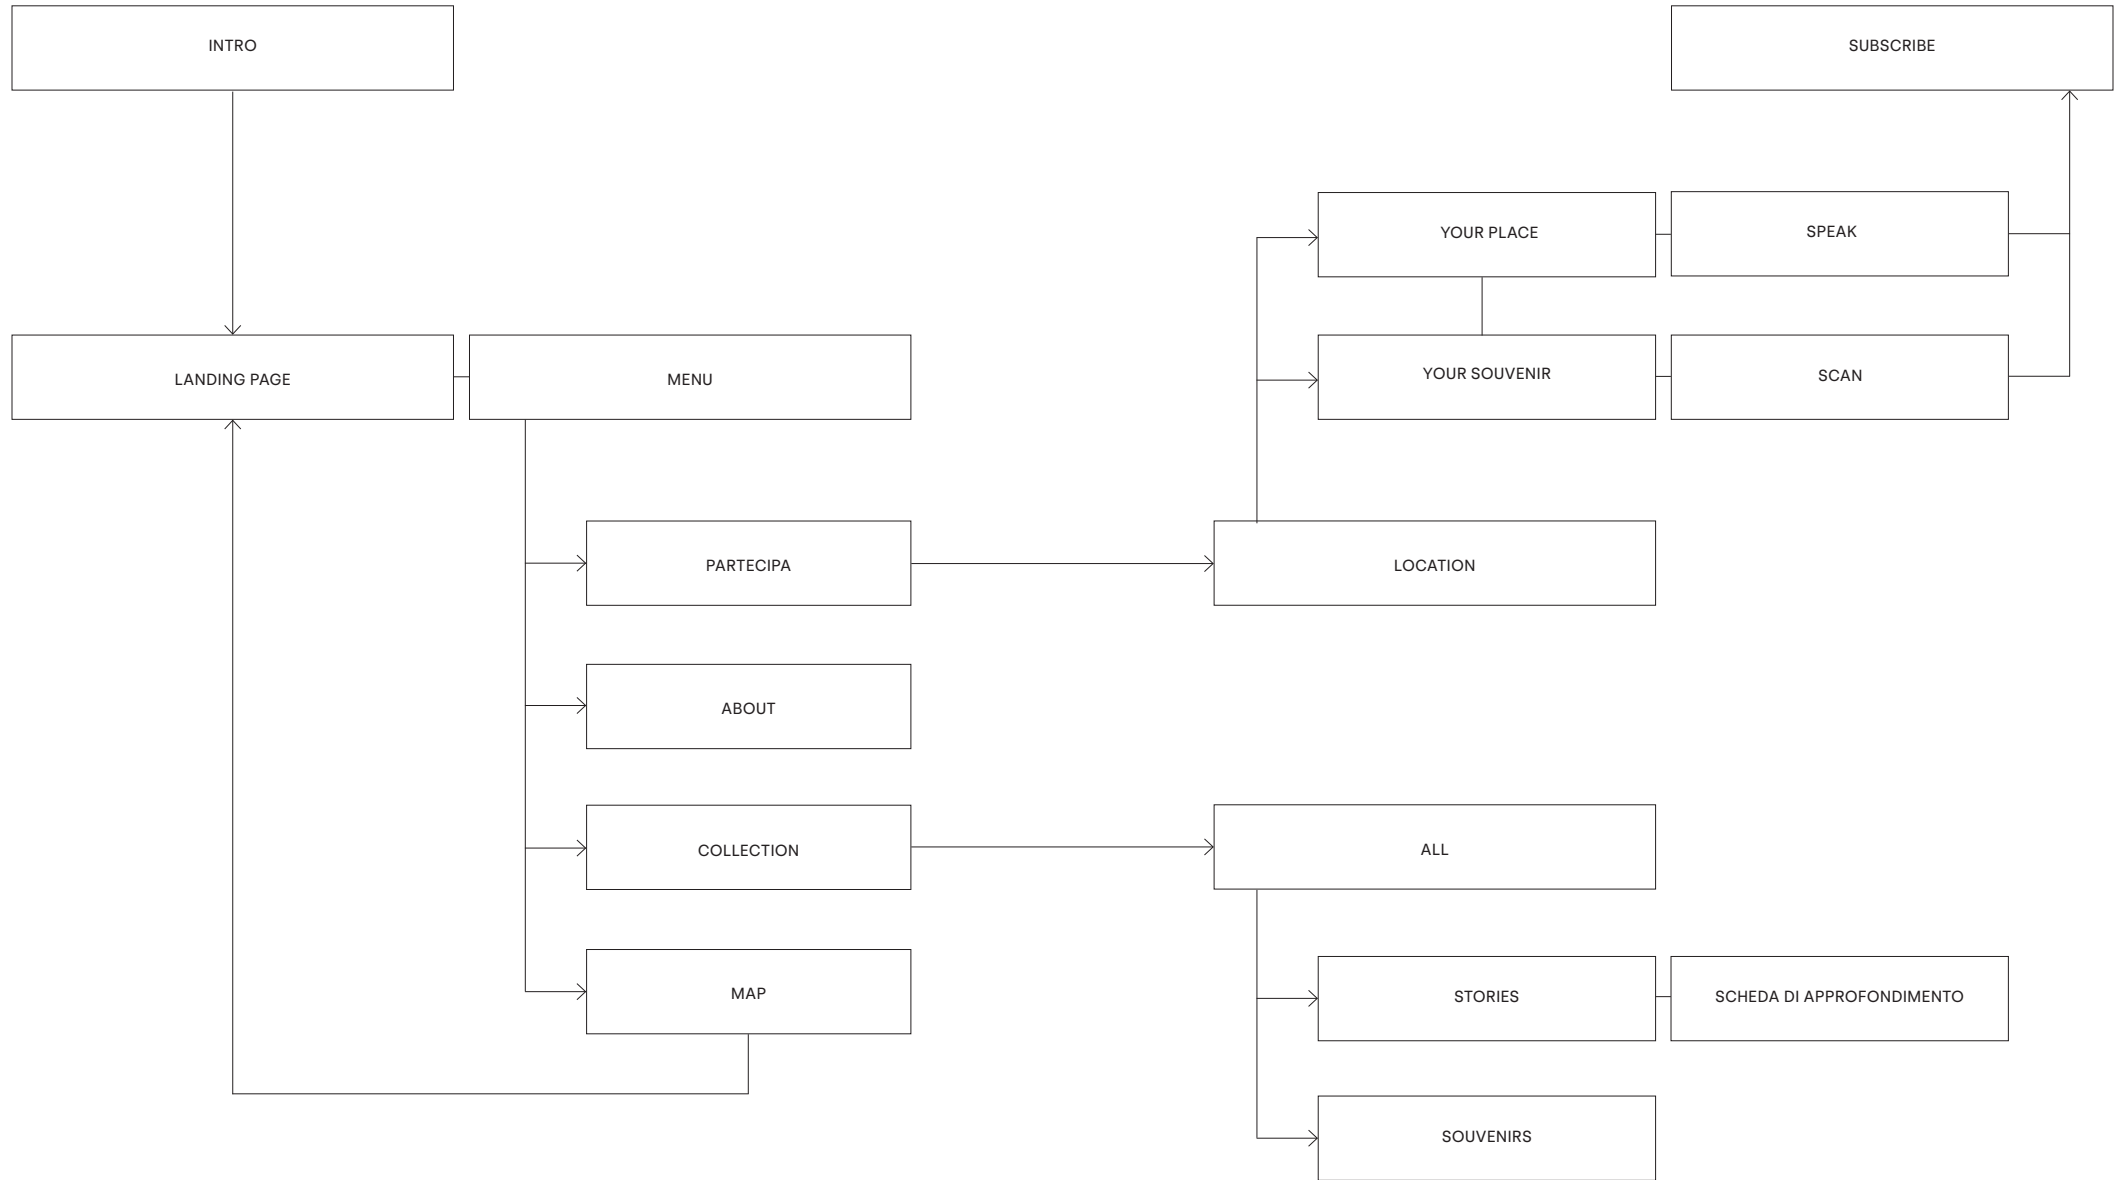 INTRO
SUBSCRIBE
YOUR PLACE
SPEAK
LANDING PAGE
MENU
YOUR SOUVENIR
SCAN
PARTECIPA
LOCATION
ABOUT
COLLECTION
ALL
MAP
STORIES
SCHEDA DI APPROFONDIMENTO
SOUVENIRS